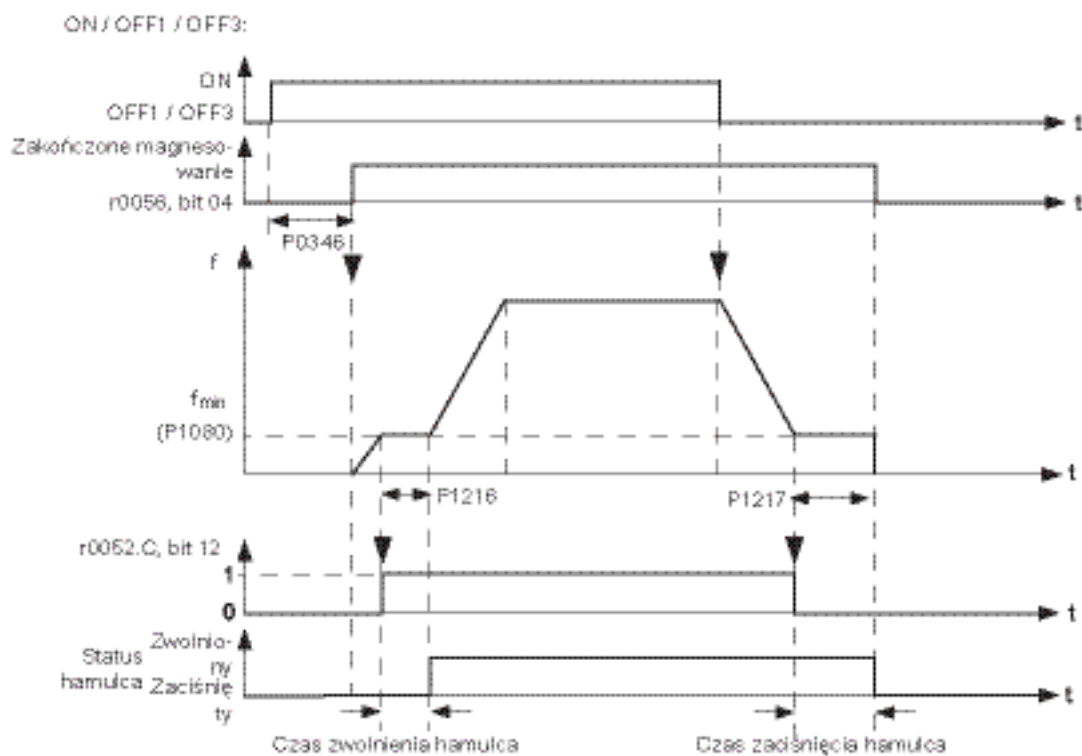 ON / OFF1 / OFF3:
ON
OFF1 / OFF3
t
Zakończone magneso-
wanie
r0056, bit 04
t
P0346
f
fmin
(P1080)
t
P1216
P1217
r0052.C, bit 12
1
0
t
Status
hamulca
Zwolnio-
ny
Zaciśnię
ty
t
Czas zwolnienia hamulca
Czas zaciśnięcia hamulca